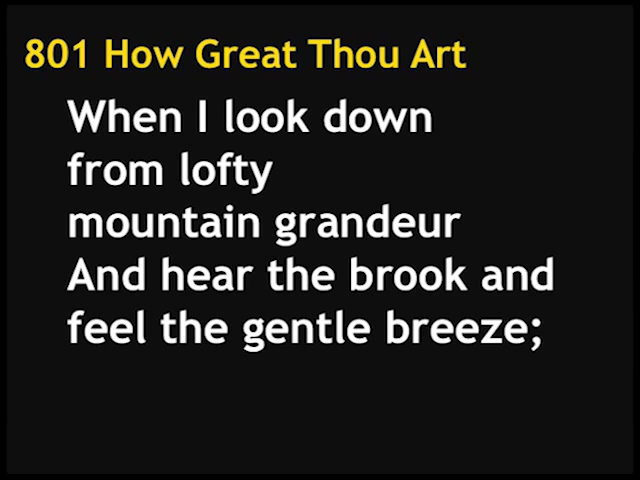 801 How Great Thou Art
When I look down
from lofty
mountain grandeur
And hear the brook and
feel the gentle breeze;